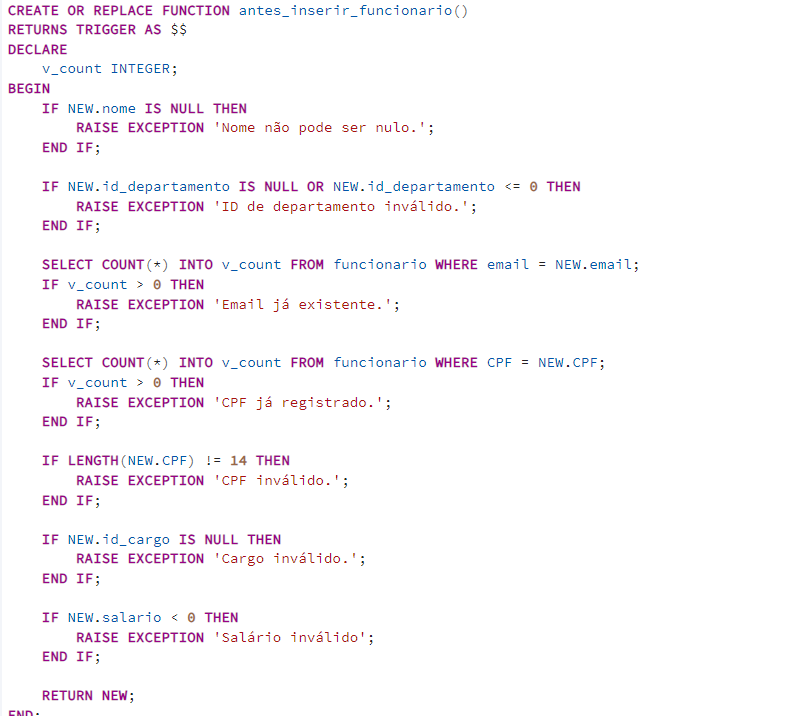 CREATE OR REPLACE FUNCTION antes_inserir_funcionario()
RETURNS TRIGGER AS $$
DECLARE
    v_count INTEGER;
BEGIN
    IF NEW.nome IS NULL THEN
        RAISE EXCEPTION 'Nome não pode ser nulo.';
    END IF;

    IF NEW.id_departamento IS NULL OR NEW.id_departamento <= 0 THEN
        RAISE EXCEPTION 'ID de departamento inválido.';
    END IF;

    SELECT COUNT(*) INTO v_count FROM funcionario WHERE email = NEW.email;
    IF v_count > 0 THEN
        RAISE EXCEPTION 'Email já existente.';
    END IF;

    SELECT COUNT(*) INTO v_count FROM funcionario WHERE CPF = NEW.CPF;
    IF v_count > 0 THEN
        RAISE EXCEPTION 'CPF já registrado.';
    END IF;

    IF LENGTH(NEW.CPF) != 14 THEN
        RAISE EXCEPTION 'CPF inválido.';
    END IF;

    IF NEW.id_cargo IS NULL THEN
        RAISE EXCEPTION 'Cargo inválido.';
    END IF;

    IF NEW.salario < 0 THEN
        RAISE EXCEPTION 'Salário inválido';
    END IF;

    RETURN NEW;
END;